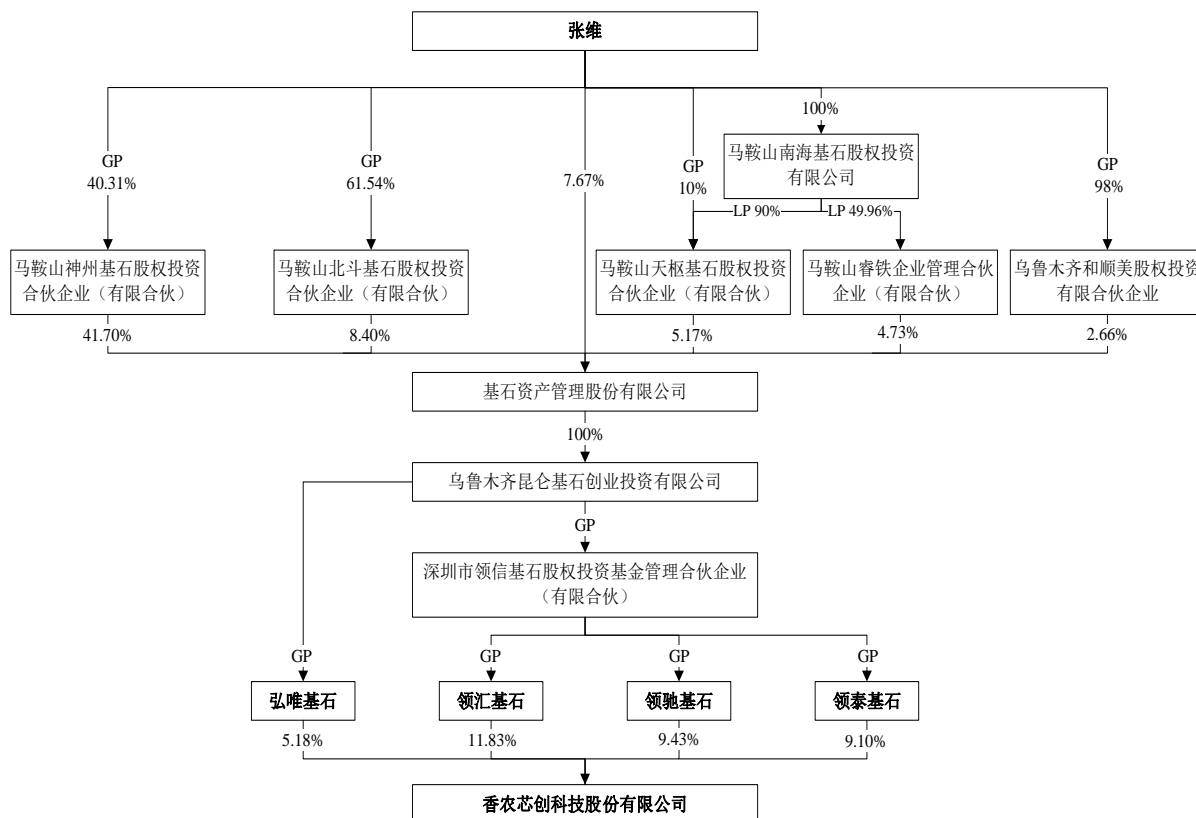 张维
100%
马鞍山南海基石股权投资
有限公司
GP
40.31%
GP
61.54%
7.67%
GP
10%
GP
98%
LP 90%
LP 49.96%
马鞍山神州基石股权投资
合伙企业（有限合伙）
马鞍山北斗基石股权投资
合伙企业（有限合伙）
马鞍山天枢基石股权投资
合伙企业（有限合伙）
马鞍山睿铁企业管理合伙
企业（有限合伙）
乌鲁木齐和顺美股权投资
有限合伙企业
41.70%
8.40%
5.17%
4.73%
2.66%
基石资产管理股份有限公司
100%
乌鲁木齐昆仑基石创业投资有限公司
GP
深圳市领信基石股权投资基金管理合伙企业
（有限合伙）
GP
GP
GP
GP
弘唯基石
领汇基石
领驰基石
领泰基石
5.18%
11.83%
9.43%
9.10%
香农芯创科技股份有限公司